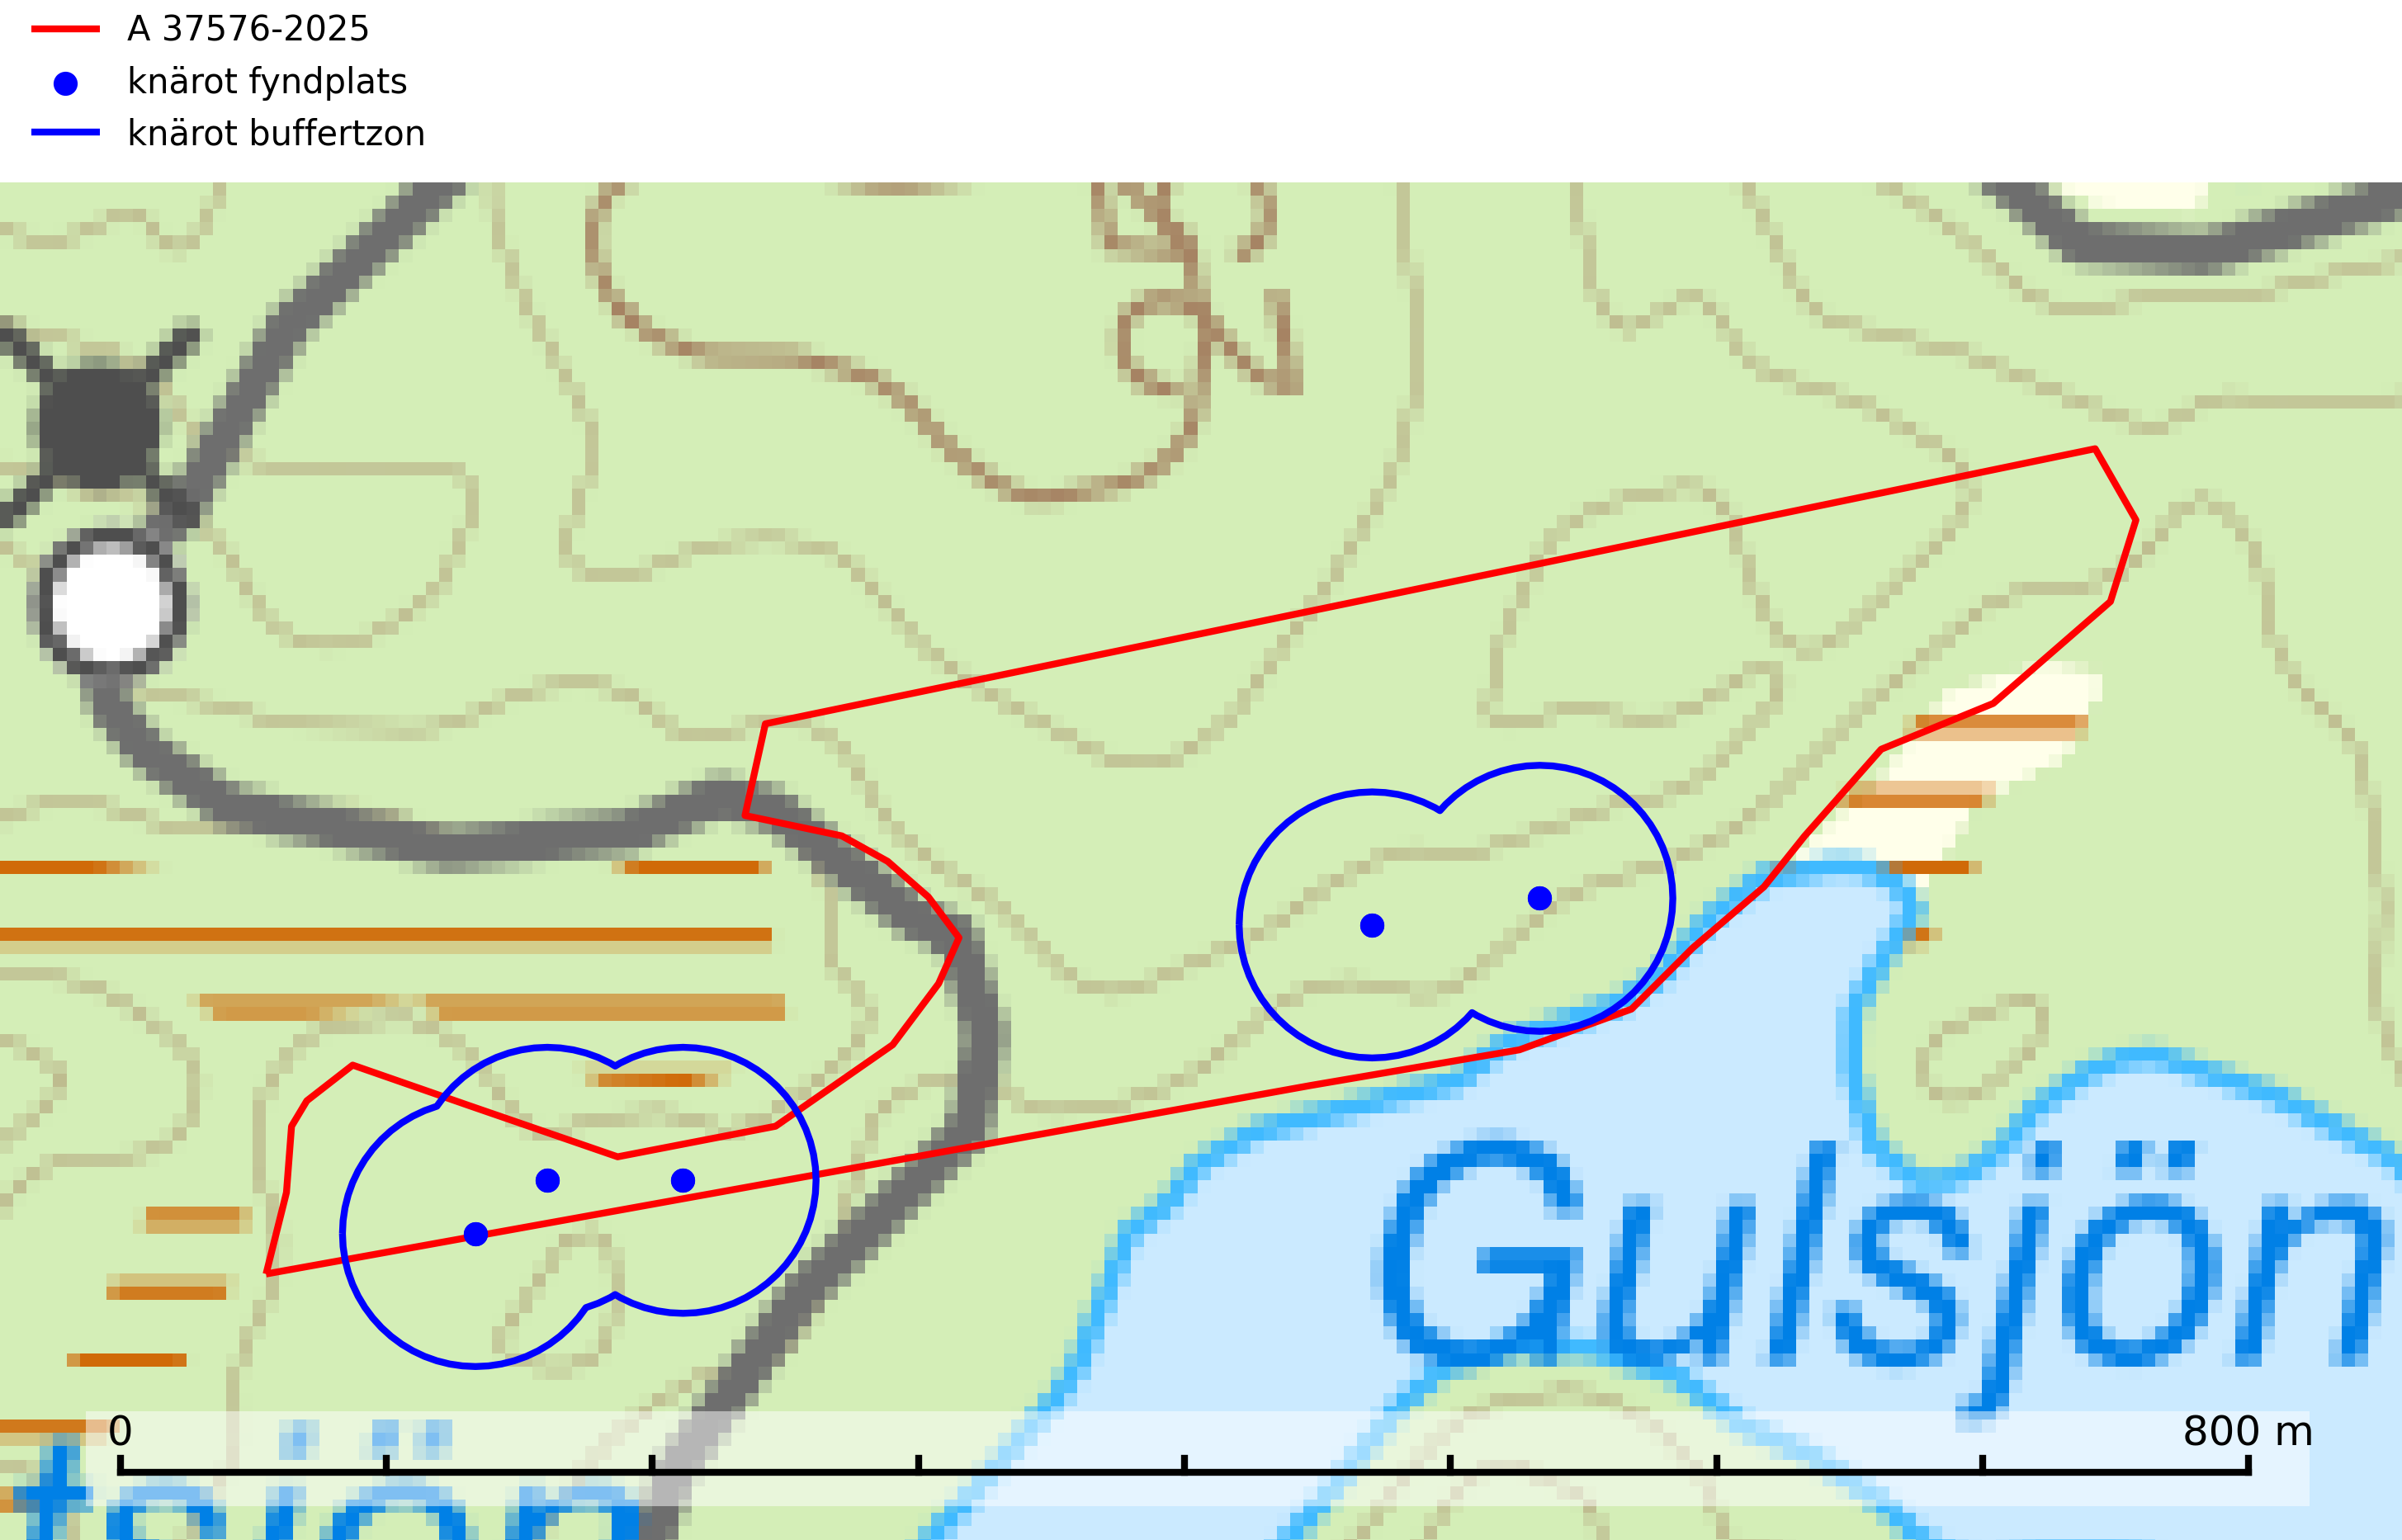 A 37576-2025
knärot fyndplats
knärot buffertzon
Gulsjön
0
800 m